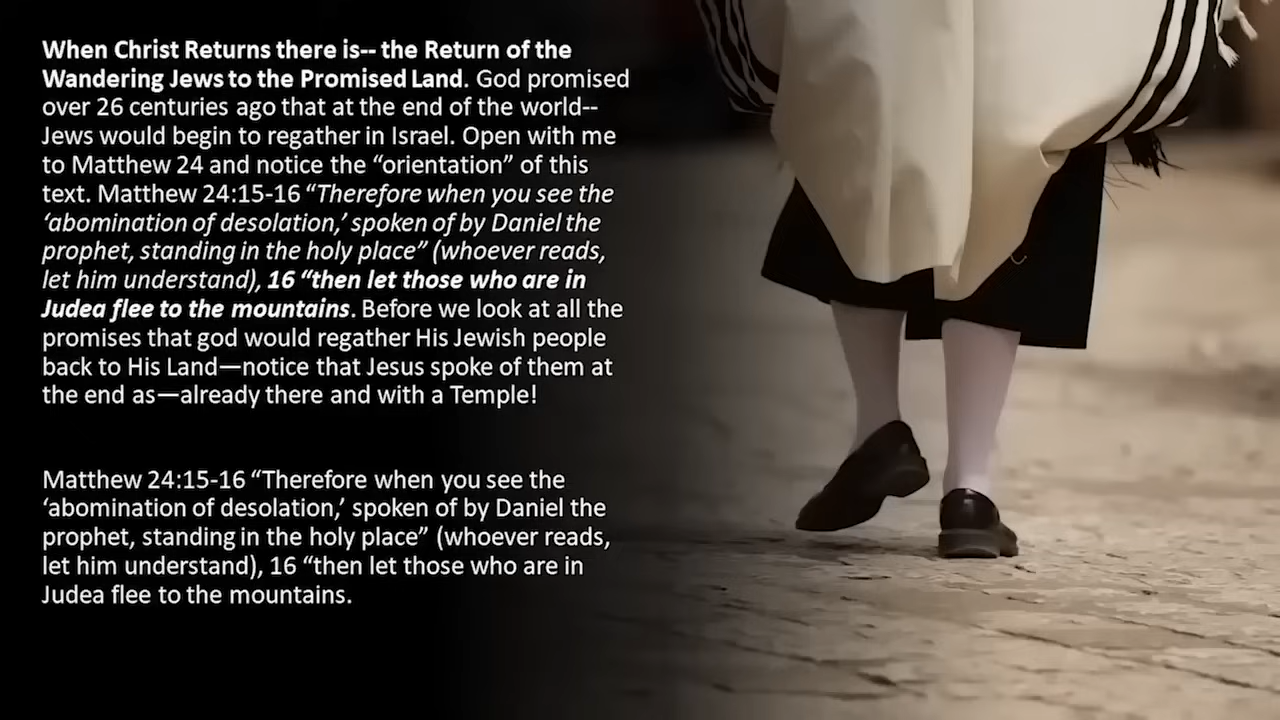 When Christ Returns there is-- the Return of the
Wandering Jews to the Promised Land. God promised
over 26 centuries ago that at the end of the world--
Jews would begin to regather in Israel. Open with me
to Matthew 24 and notice the “orientation” of this
text. Matthew 24:15-16 “Therefore when you see the
‘abomination of desolation,’ spoken of by Daniel the
prophet, standing in the holy place” (whoever reads,
let him understand), 16 “then let those who are in
Judea flee to the mountains. Before we look at all the
promises that god would regather His Jewish people
back to His Land—notice that Jesus spoke of them at
the end as—already there and with a Temple!
Matthew 24:15-16 “Therefore when you see the
‘abomination of desolation,’ spoken of by Daniel the
prophet, standing in the holy place” (whoever reads,
let him understand), 16 “then let those who are in
Judea flee to the mountains.